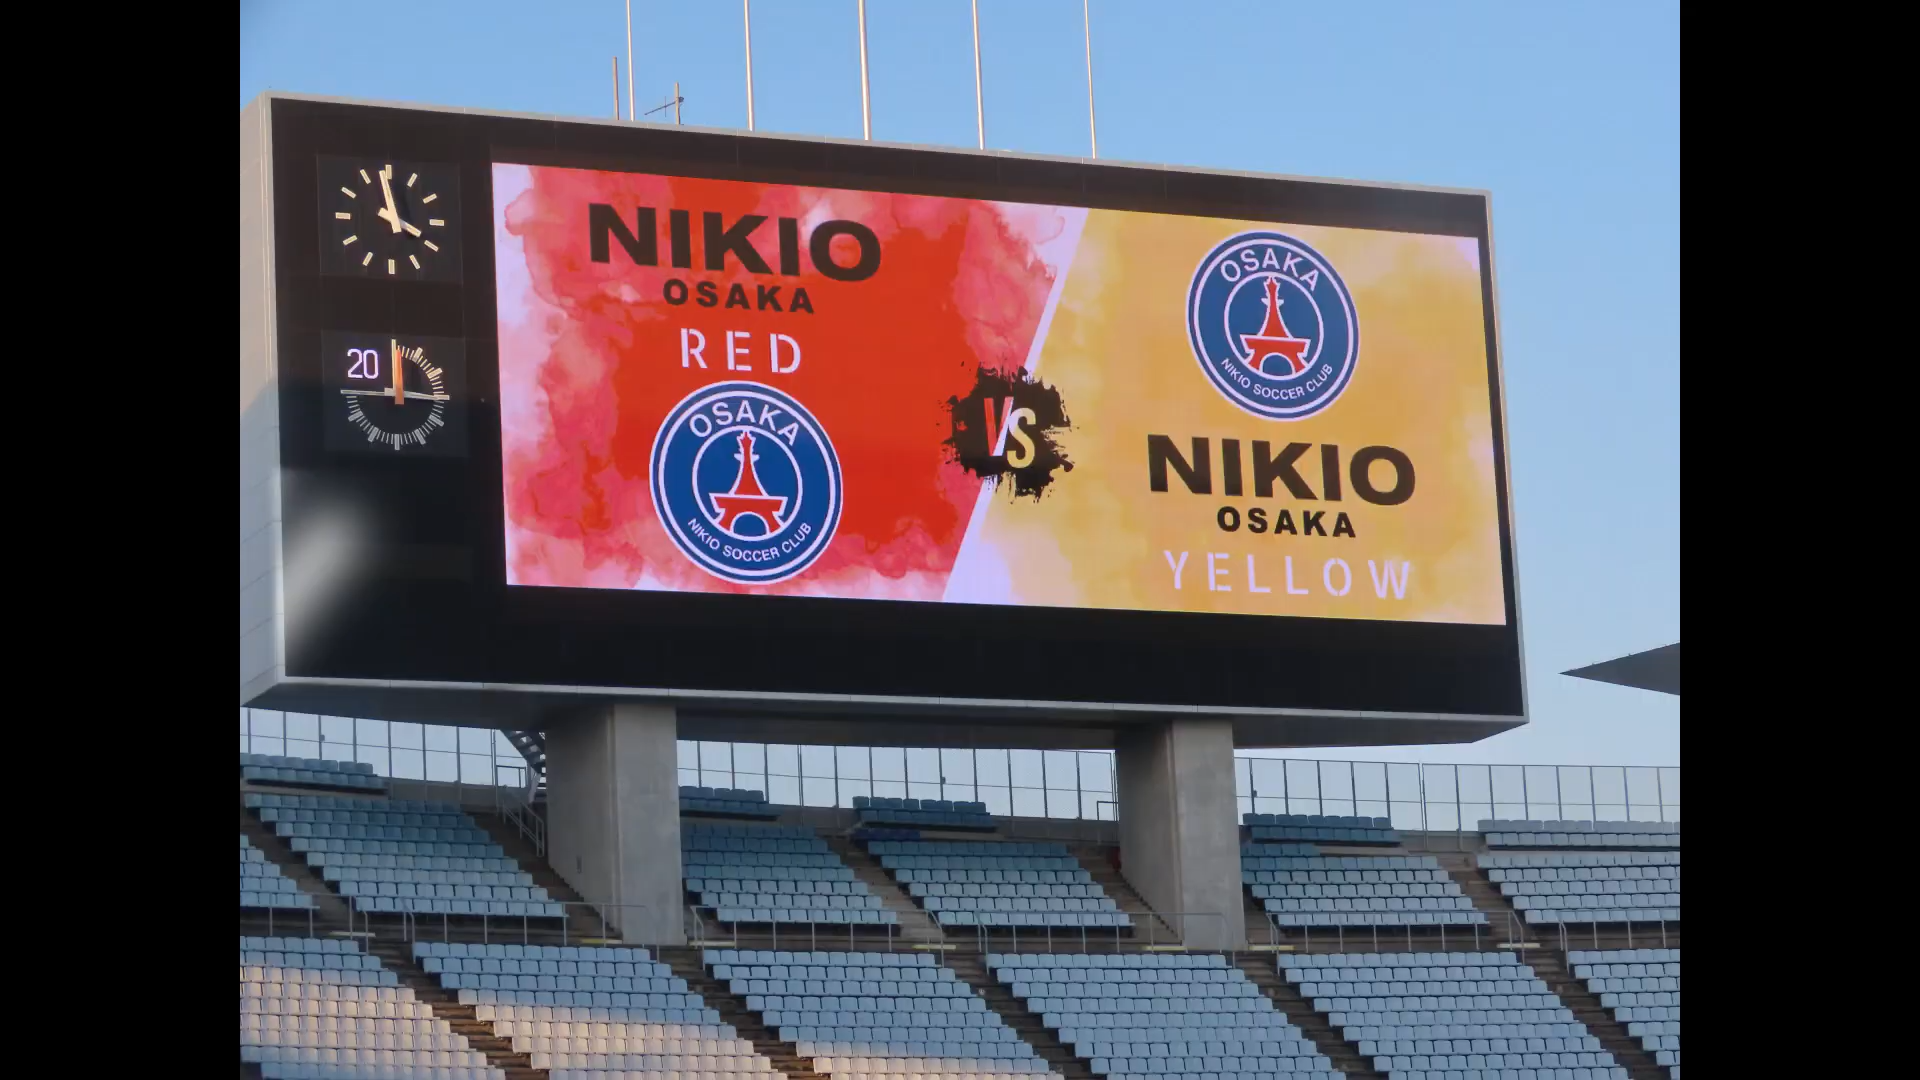 20
NIKIO
OSAKA
RED
OSAKA
NIKIO SOCCER CLUB
VS
OSAKA
NIKIO SOCCER CLUB
NIKIO
OSAKA
YELLOW